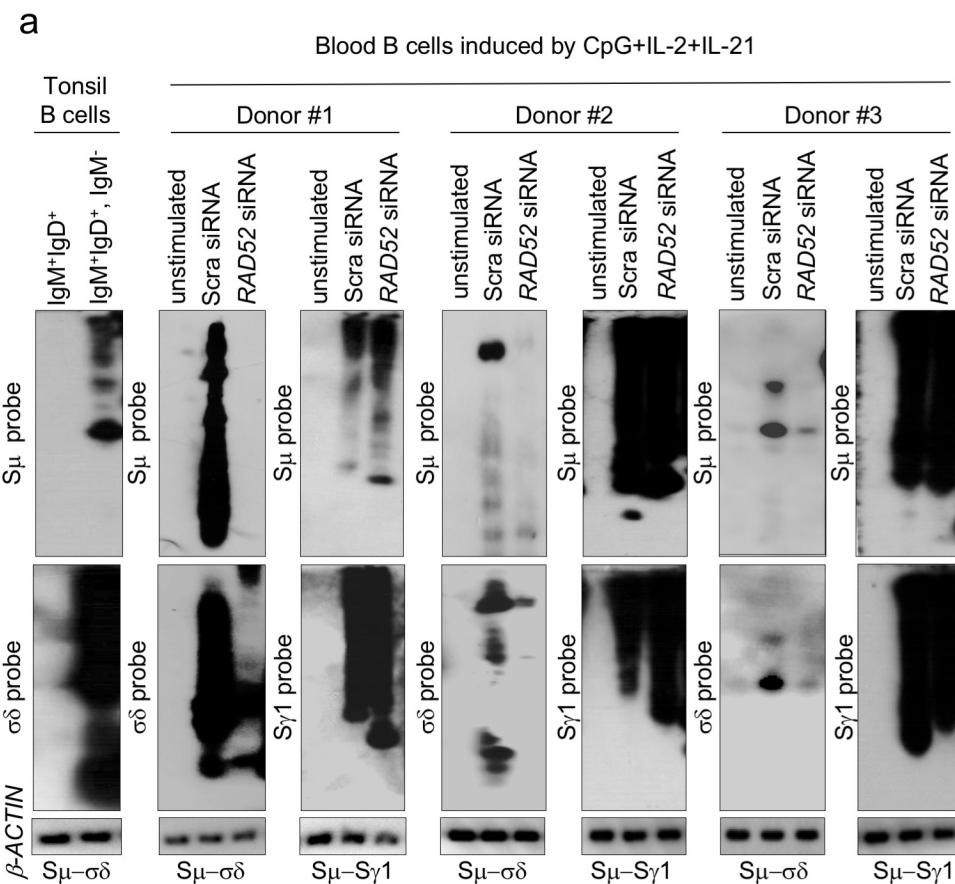 a
Blood B cells induced by CpG+IL-2+IL-21
Tonsil
B cells
Donor #1
Donor #2
Donor #3
IgM⁺IgD⁺
IgM⁺IgD⁺, IgM⁻
unstimulated
Scra siRNA
RAD52 siRNA
unstimulated
Scra siRNA
RAD52 siRNA
unstimulated
Scra siRNA
RAD52 siRNA
unstimulated
Scra siRNA
RAD52 siRNA
unstimulated
Scra siRNA
RAD52 siRNA
unstimulated
Scra siRNA
RAD52 siRNA
Sμ probe
Sμ probe
Sμ probe
Sμ probe
Sμ probe
Sμ probe
Sμ probe
σδ probe
σδ probe
Sγ1 probe
σδ probe
Sγ1 probe
σδ probe
Sγ1 probe
β-ACTIN
Sμ–σδ
Sμ–σδ
Sμ–Sγ1
Sμ–σδ
Sμ–Sγ1
Sμ–σδ
Sμ–Sγ1